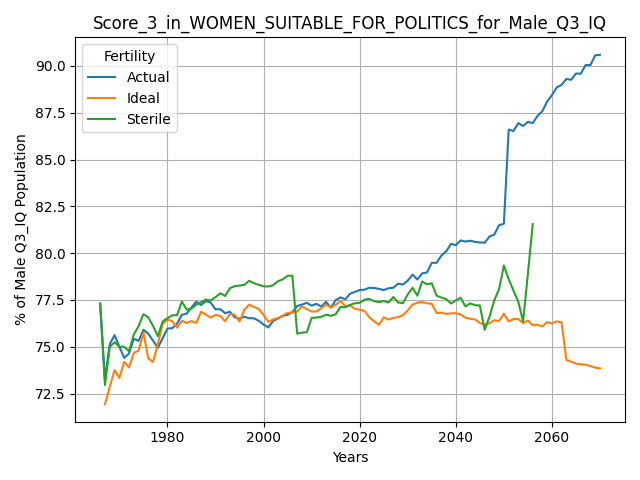 Score_3_in_WOMEN_SUITABLE_FOR_POLITICS_for_Male_Q3_IQ
Fertility
Actual
Ideal
Sterile
90.0
87.5
85.0
82.5
80.0
77.5
75.0
72.5
% of Male Q3_IQ Population
1980
2000
2020
2040
2060
Years